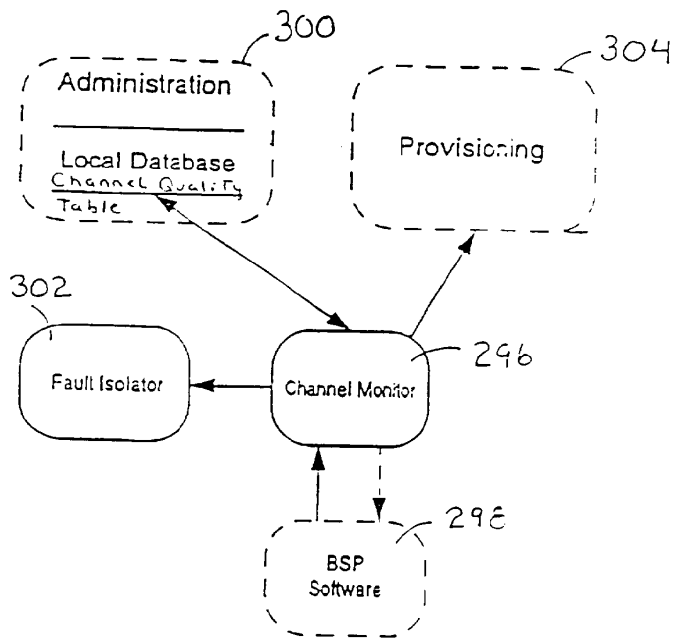 300
304
Administration
Provisioning
Local Database
Channel Quality
Table
302
296
Fault Isolator
Channel Monitor
298
BSP
Software